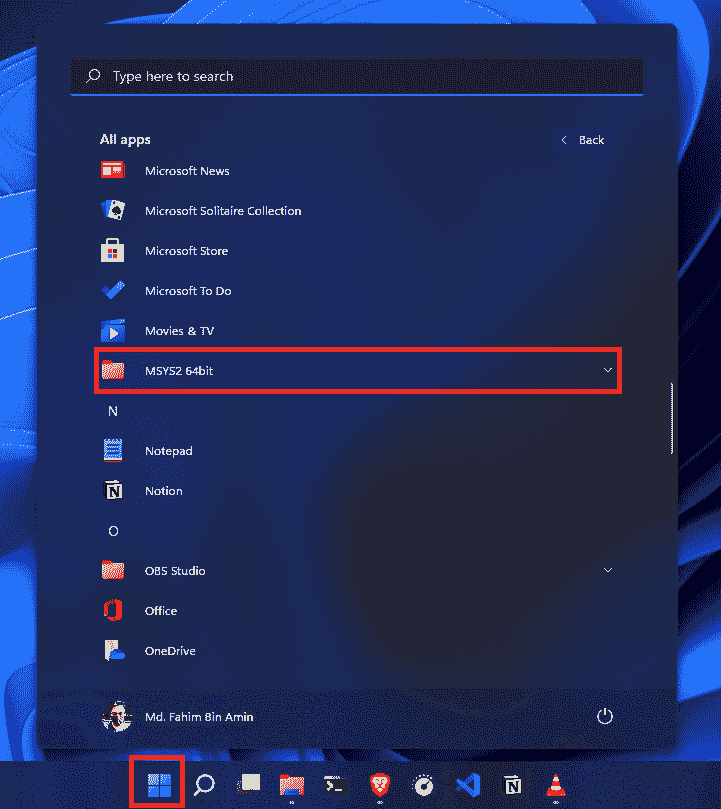 Type here to search
All apps
Back
Microsoft News
Microsoft Solitaire Collection
Microsoft Store
Microsoft To Do
Movies & TV
MSYS2 64bit
N
Notepad
Notion
O
OBS Studio
Office
OneDrive
Md. Fahim Bin Amin